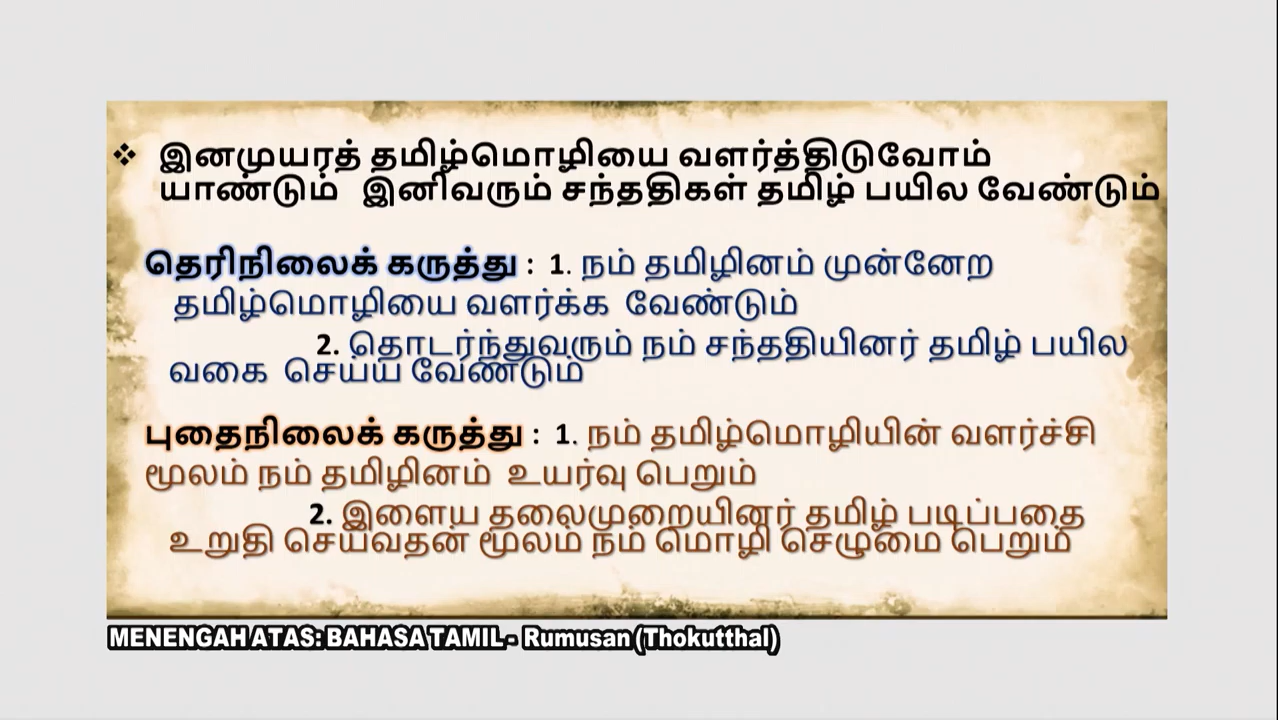 ❖ இனமுயரத் தமிழ்மொழியை வளர்த்திடுவோம்
யாண்டும் இனிவரும் சந்ததிகள் தமிழ் பயில வேண்டும்
தெரிநிலைக் கருத்து : 1. நம் தமிழினம் முன்னேற
தமிழ்மொழியை வளர்க்க வேண்டும்
2. தொடர்ந்துவரும் நம் சந்ததியினர் தமிழ் பயில
வகை செய்ய வேண்டும்
புதைநிலைக் கருத்து : 1. நம் தமிழ்மொழியின் வளர்ச்சி
மூலம் நம் தமிழினம் உயர்வு பெறும்
2. இளைய தலைமுறையினர் தமிழ் படிப்பதை
உறுதி செய்வதன் மூலம் நம் மொழி செழுமை பெறும்
MENENGAH ATAS: BAHASA TAMIL - Rumusan (Thokutthal)